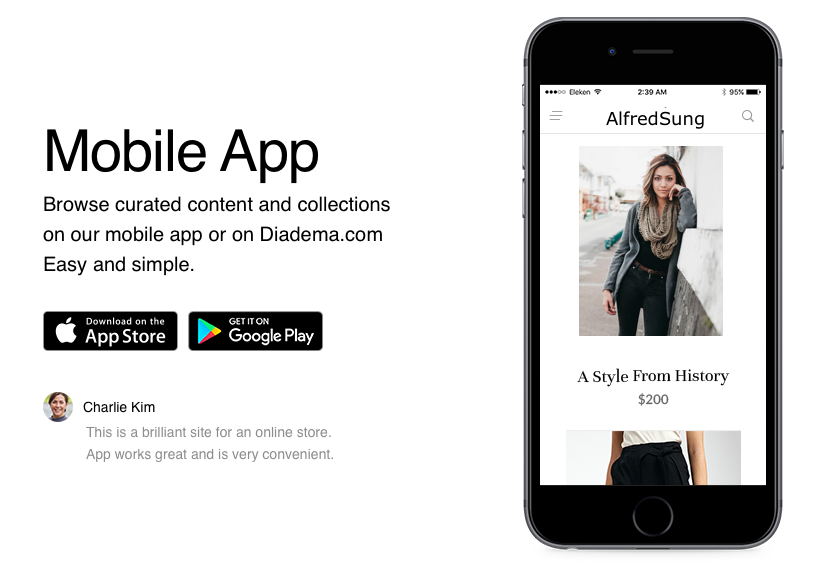 Mobile App
Browse curated content and collections
on our mobile app or on Diadema.com
Easy and simple.
Download on the
App Store
GET IT ON
Google Play
Charlie Kim
This is a brilliant site for an online store.
App works great and is very convenient.
Eleken 2:39 AM 95%
AlfredSung
A Style From History
$200